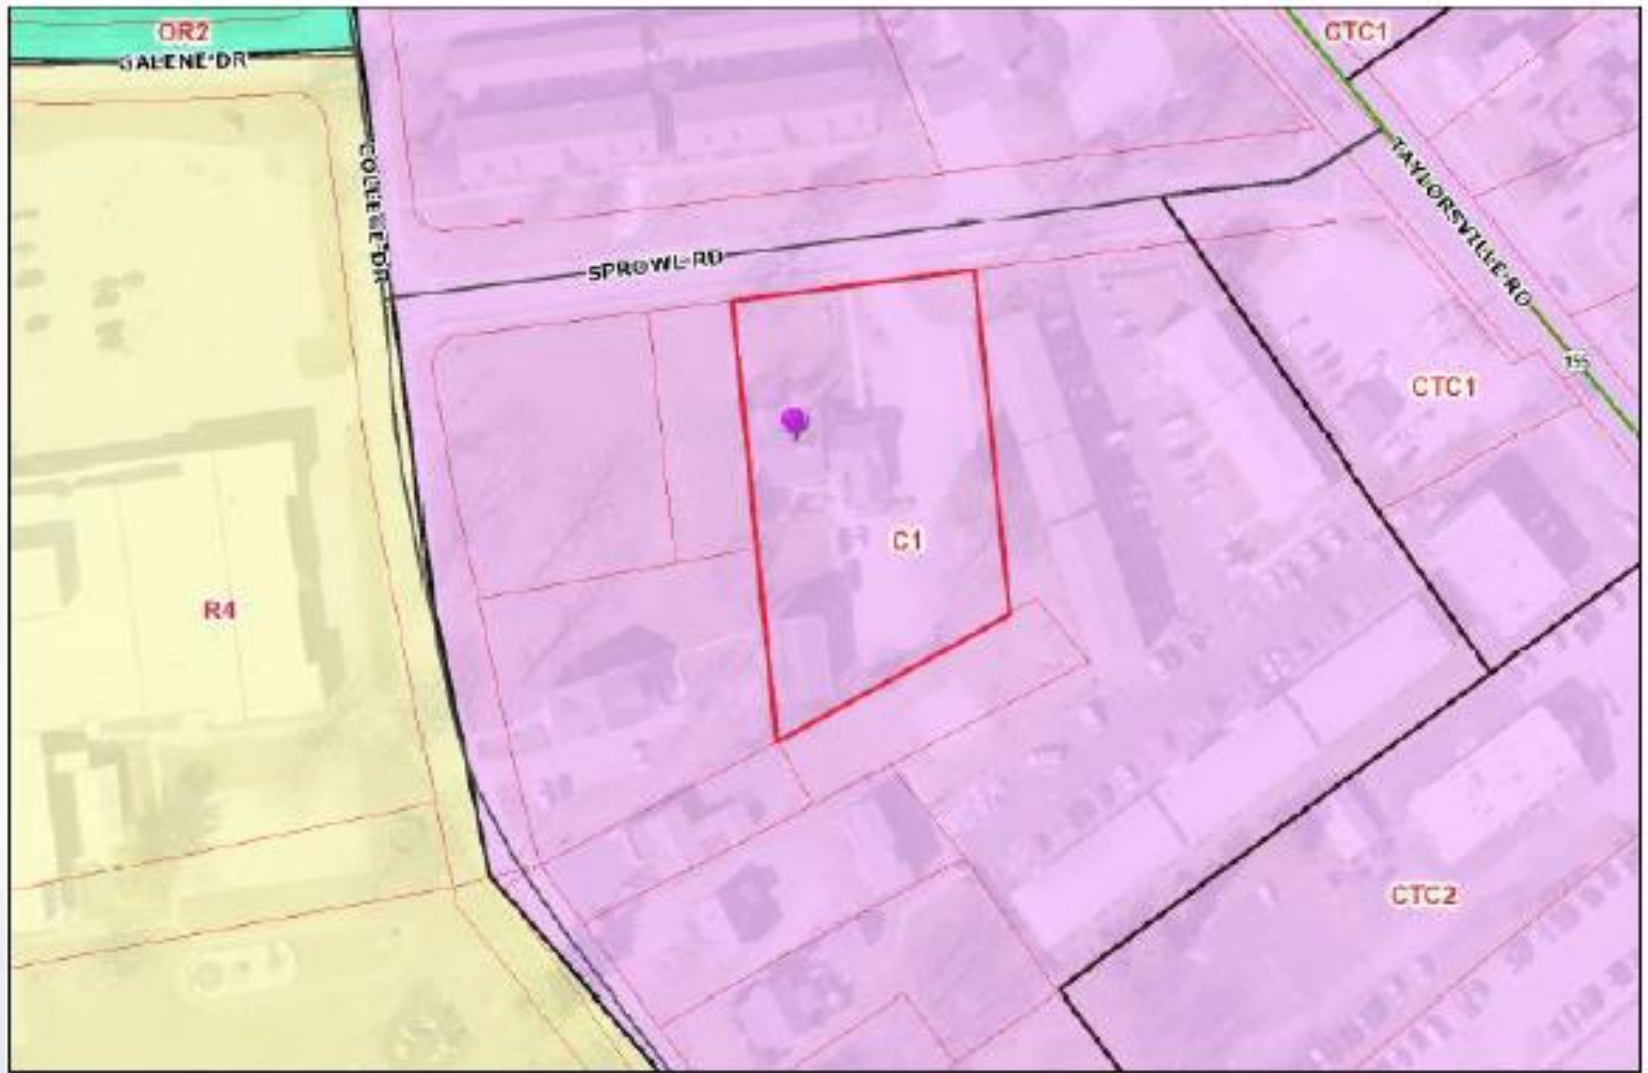 OR2
CTC1
GALENE DR
COLLEGE DR
TAYLORSVILLE RD
SPROWL RD
155
CTC1
C1
R4
CTC2